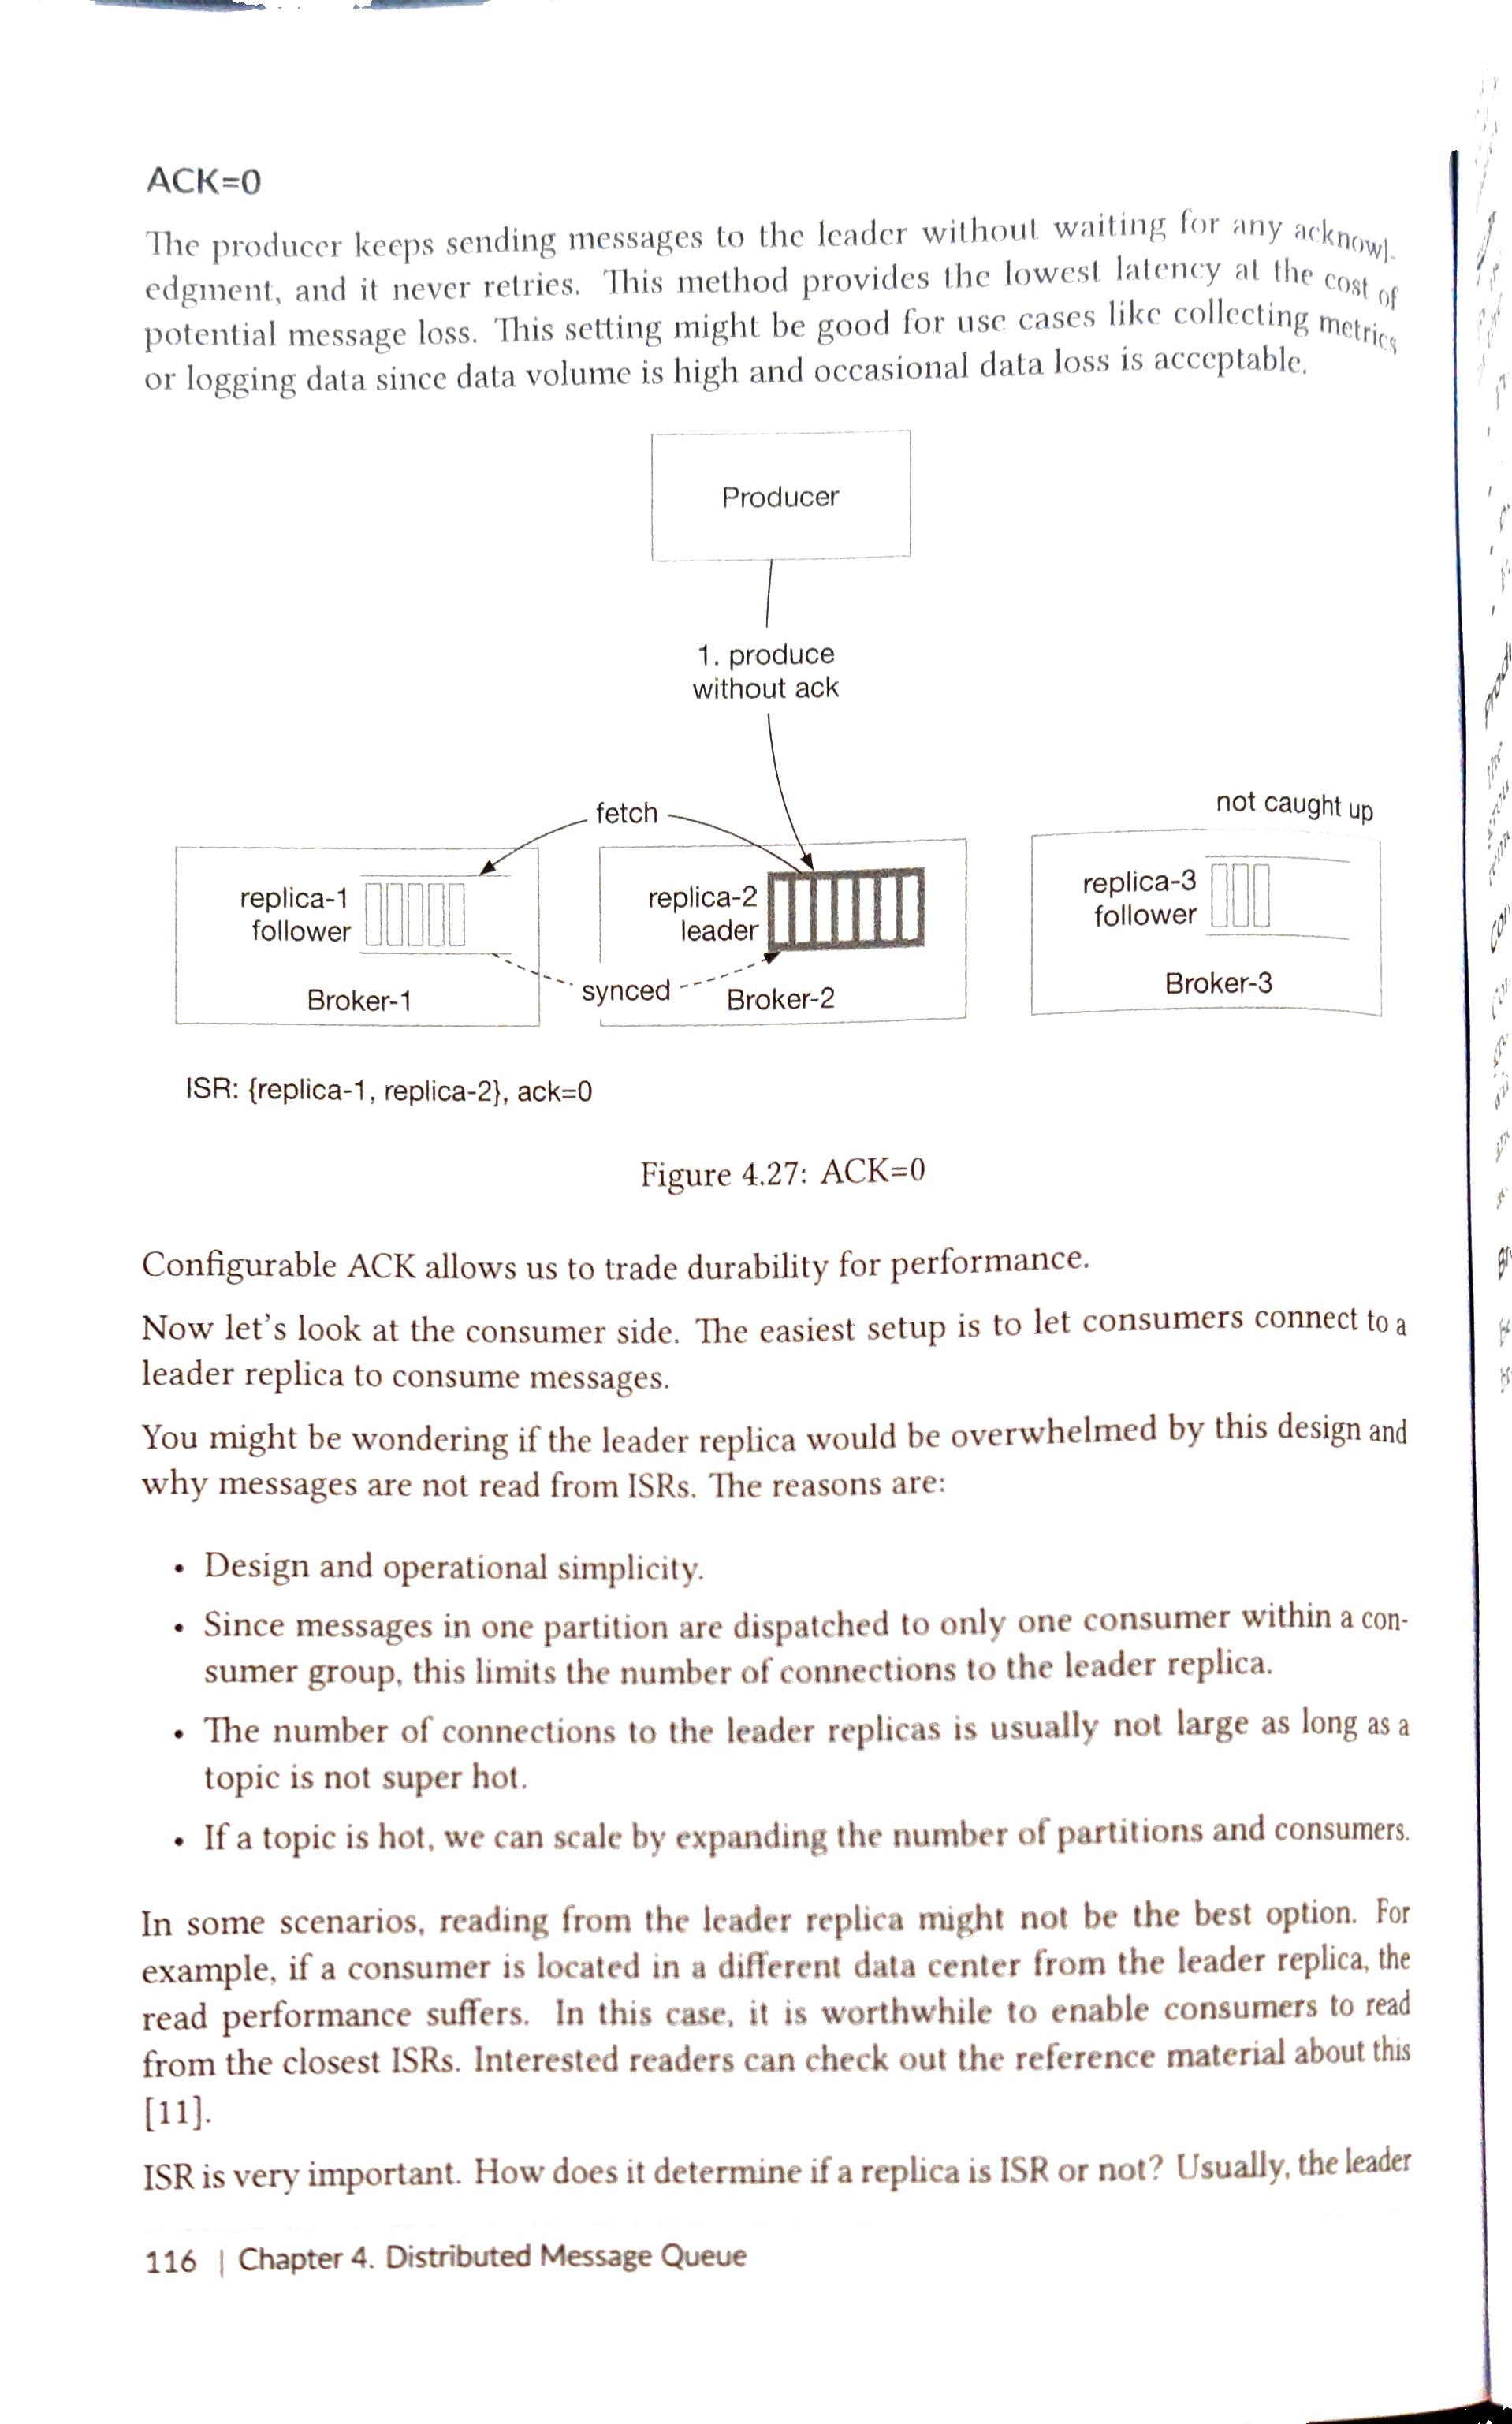 ACK=0
The producer keeps sending messages to the leader without waiting for any acknowl-
edgment, and it never retries. This method provides the lowest latency at the cost of
potential message loss. This setting might be good for use cases like collecting metrics
or logging data since data volume is high and occasional data loss is acceptable.
Producer
1. produce
without ack
fetch
not caught up
replica-1
follower
Broker-1
replica-2
leader
synced
Broker-2
replica-3
follower
Broker-3
ISR: {replica-1, replica-2}, ack=0
Figure 4.27: ACK=0
Configurable ACK allows us to trade durability for performance.
Now let's look at the consumer side. The easiest setup is to let consumers connect to a
leader replica to consume messages.
You might be wondering if the leader replica would be overwhelmed by this design and
why messages are not read from ISRs. The reasons are:
• Design and operational simplicity.
• Since messages in one partition are dispatched to only one consumer within a con-
sumer group, this limits the number of connections to the leader replica.
• The number of connections to the leader replicas is usually not large as long as a
topic is not super hot.
• If a topic is hot, we can scale by expanding the number of partitions and consumers.
In some scenarios, reading from the leader replica might not be the best option. For
example, if a consumer is located in a different data center from the leader replica, the
read performance suffers. In this case, it is worthwhile to enable consumers to read
from the closest ISRs. Interested readers can check out the reference material about this
[11].
ISR is very important. How does it determine if a replica is ISR or not? Usually, the leader
116 | Chapter 4. Distributed Message Queue